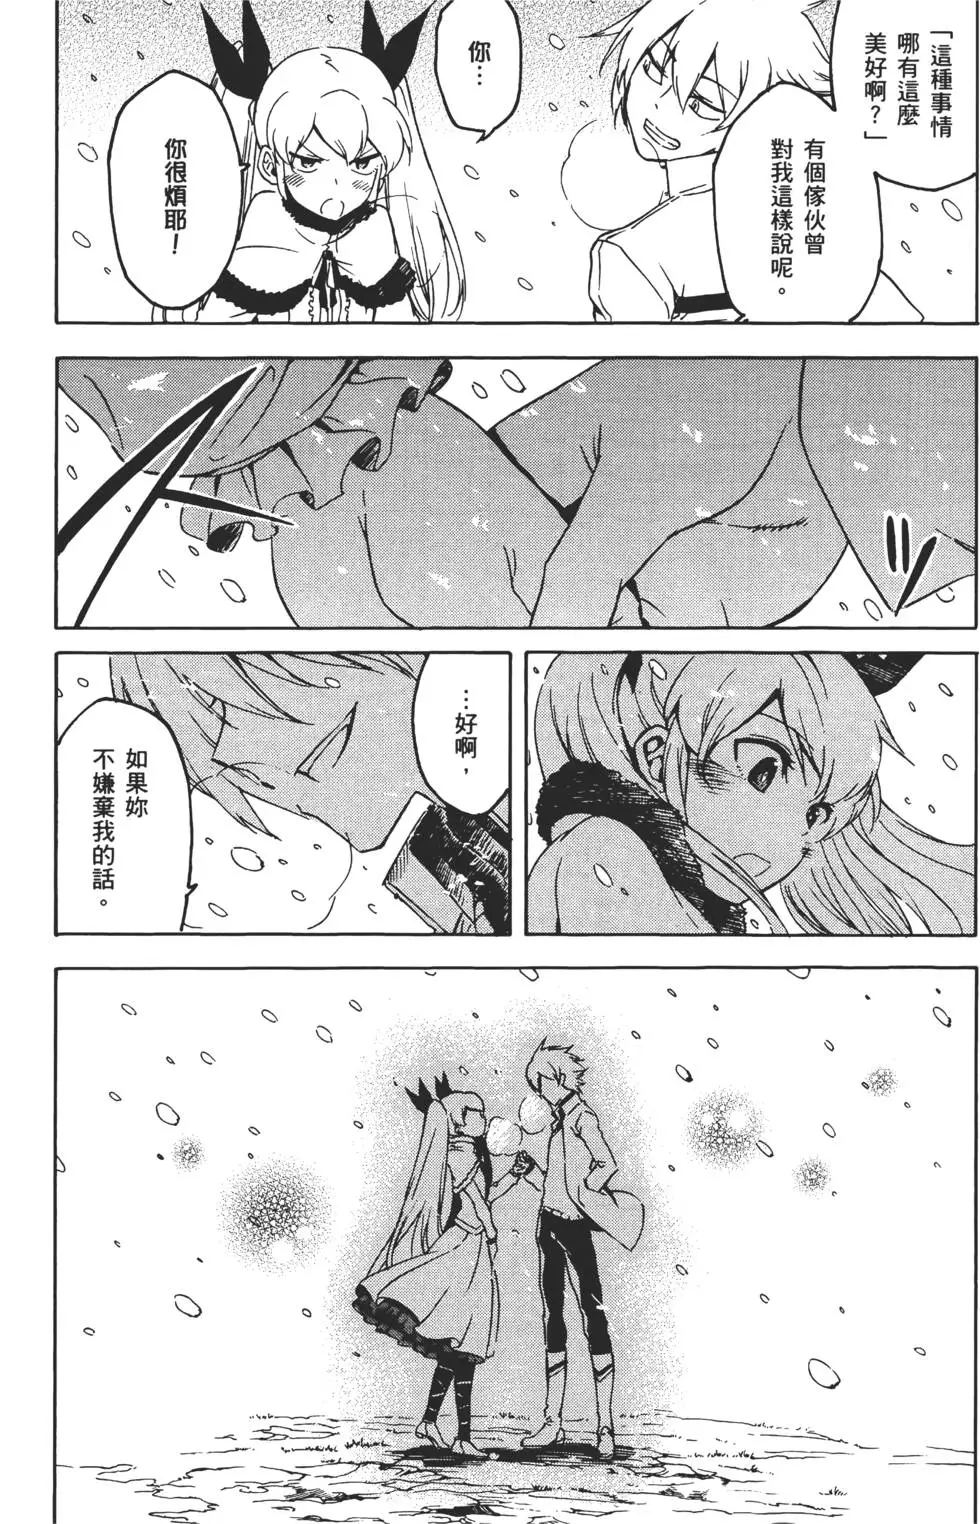 「這種事情
哪有這麼
美好啊？」
有個傢伙曾
對我這樣說呢。
你…
你很煩耶！
…好啊，
如果妳
不嫌棄我的話。